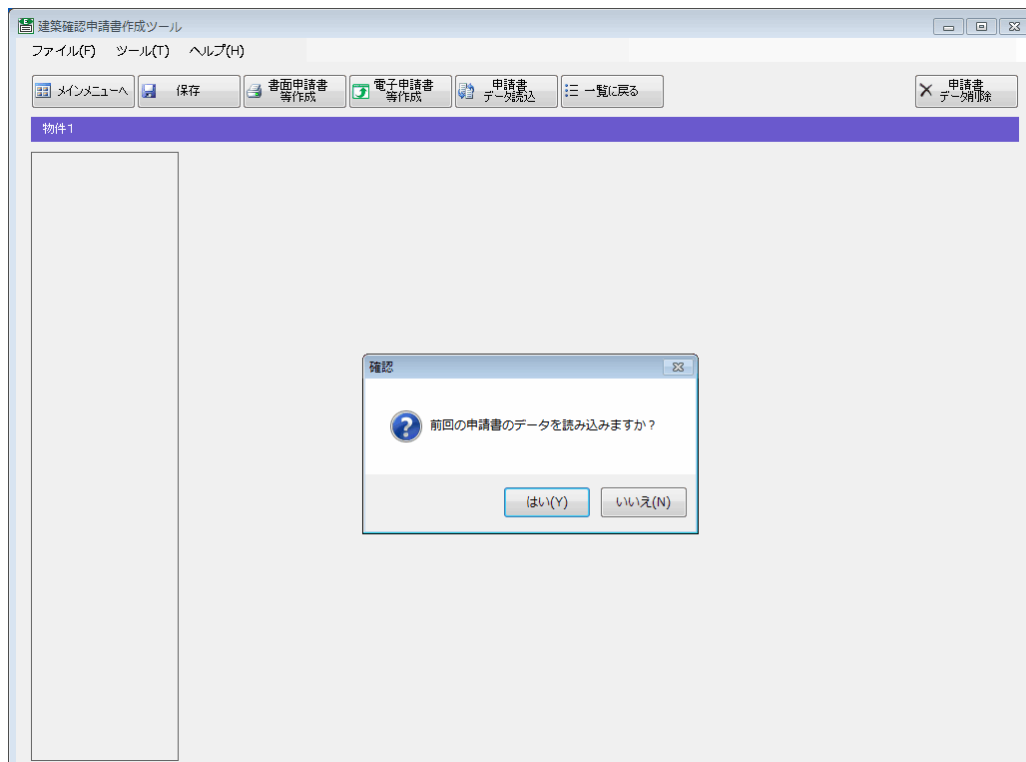 建築確認申請書作成ツール
ファイル(F) ツール(T) ヘルプ(H)
メインメニューへ
保存
書面申請書
等作成
電子申請書
等作成
申請書
データ読込
一覧に戻る
申請書
データ削除
物件1
確認
前回の申請書のデータを読み込みますか？
はい(Y)
いいえ(N)